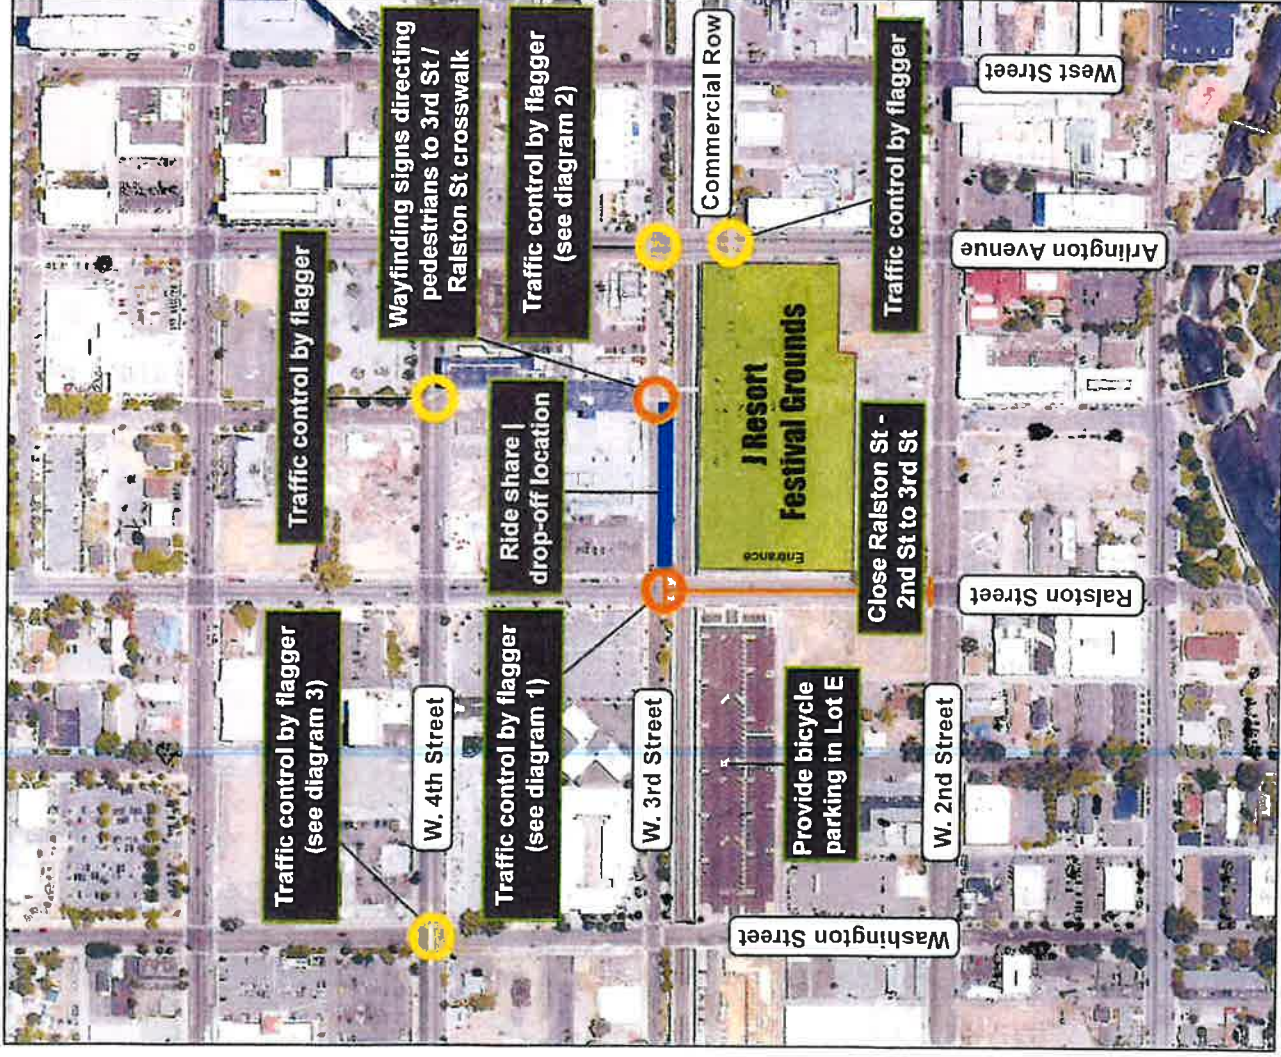 Wayfinding signs directing
pedestrians to 3rd St /
Ralston St crosswalk
Traffic control by flagger
(see diagram 2)
Commercial Row
Traffic control by flagger
West Street
Arlington Avenue
Traffic control by flagger
Ride share |
drop-off location
J Resort
Festival Grounds
Entrance
Close Ralston St -
2nd St to 3rd St
Ralston Street
Traffic control by flagger
(see diagram 3)
W. 4th Street
Traffic control by flagger
(see diagram 1)
W. 3rd Street
Provide bicycle
parking in Lot E
W. 2nd Street
Washington Street